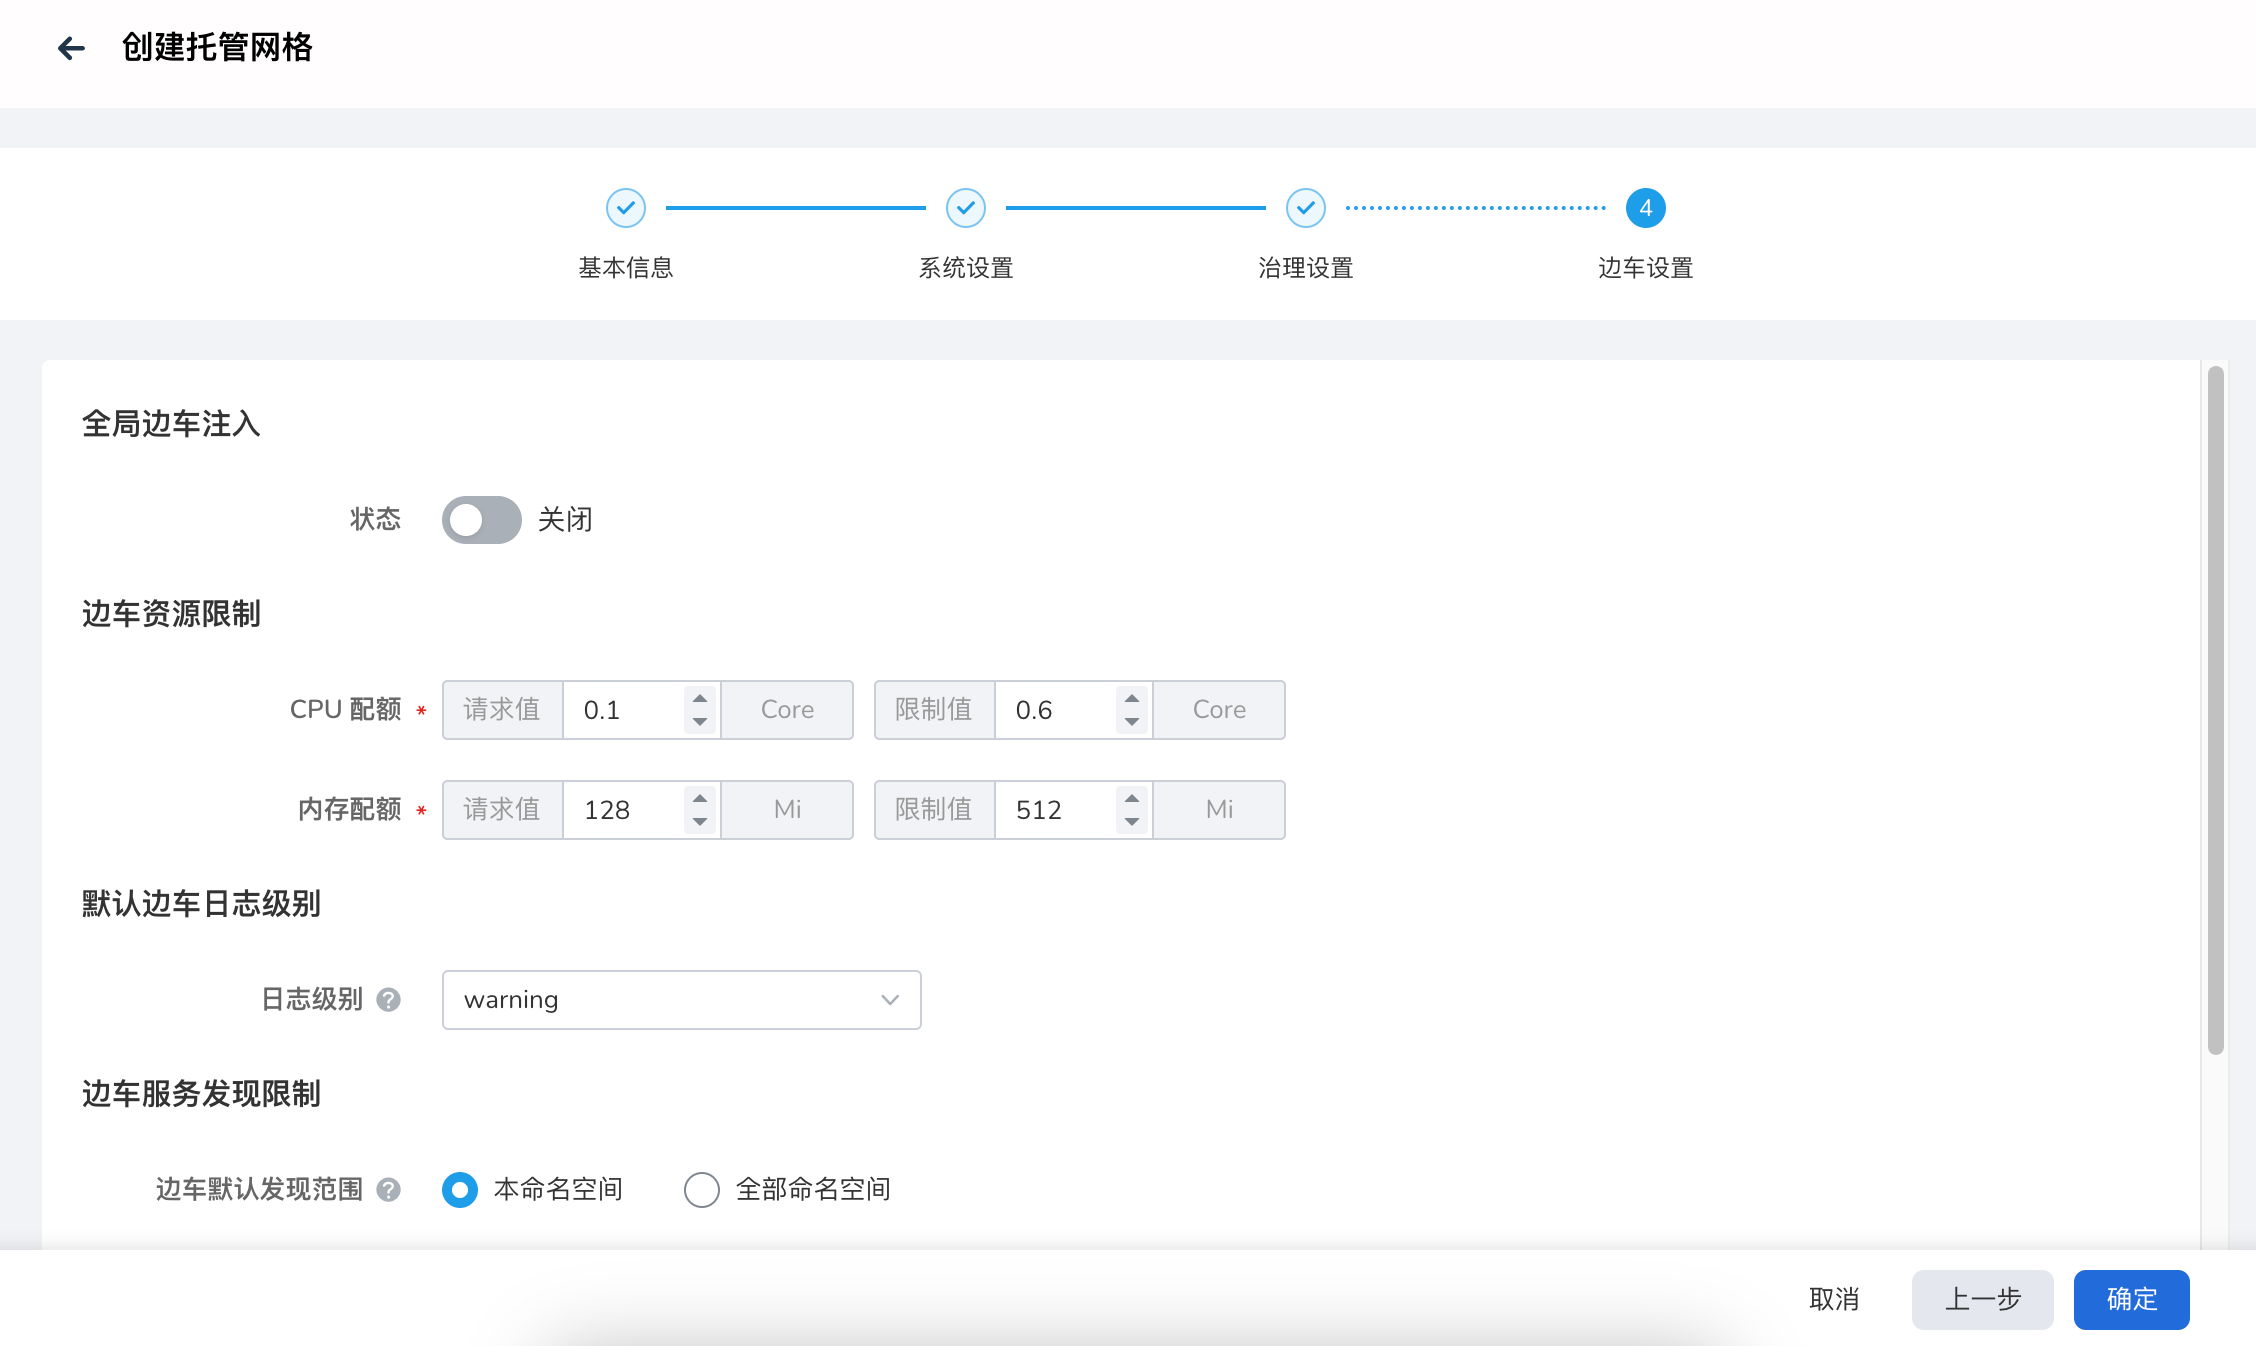 创建托管网格
4
基本信息 系统设置 治理设置 边车设置
全局边车注入
状态 关闭
边车资源限制
CPU 配额 * 请求值 0.1 Core 限制值 0.6 Core
内存配额 * 请求值 128 Mi 限制值 512 Mi
默认边车日志级别
日志级别 ? warning
边车服务发现限制
边车默认发现范围 ? 本命名空间 全部命名空间
取消 上一步 确定